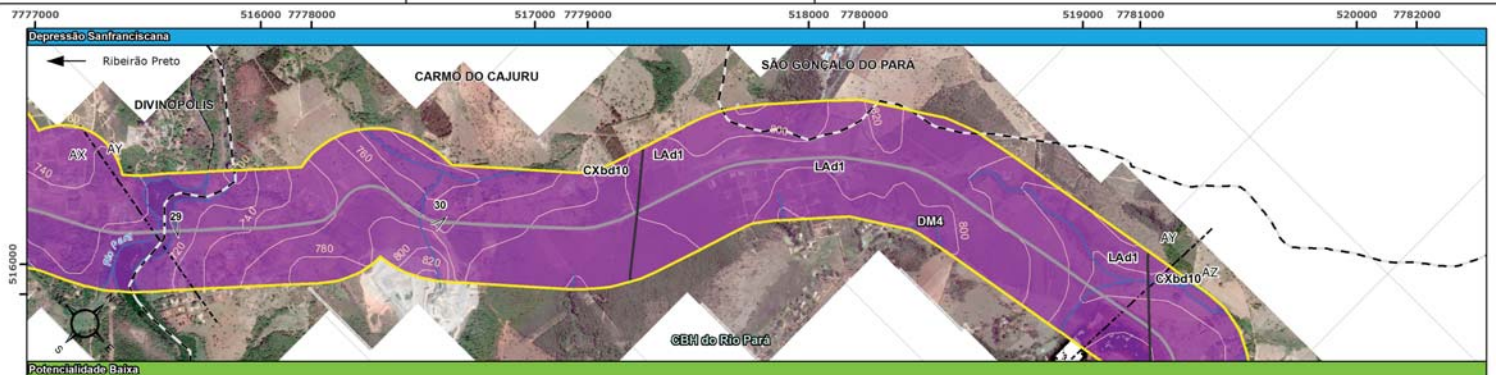 7777000 516000 7778000 517000 7779000 518000 7780000 519000 7781000 520000 7782000
Depressão Sanfranciscana
Ribeirão Preto
CARMO DO CAJURU
SÃO GONÇALO DO PARÁ
DIVINÓPOLIS
820
AX AY
760
CXbd10 LAd1
LAd1
740
30
29
740
DM4
800
AY
720
780
800
820
LAd1
CXbd10 AZ
516000
S
CBH do Rio Pará
Potencialidade Baixa